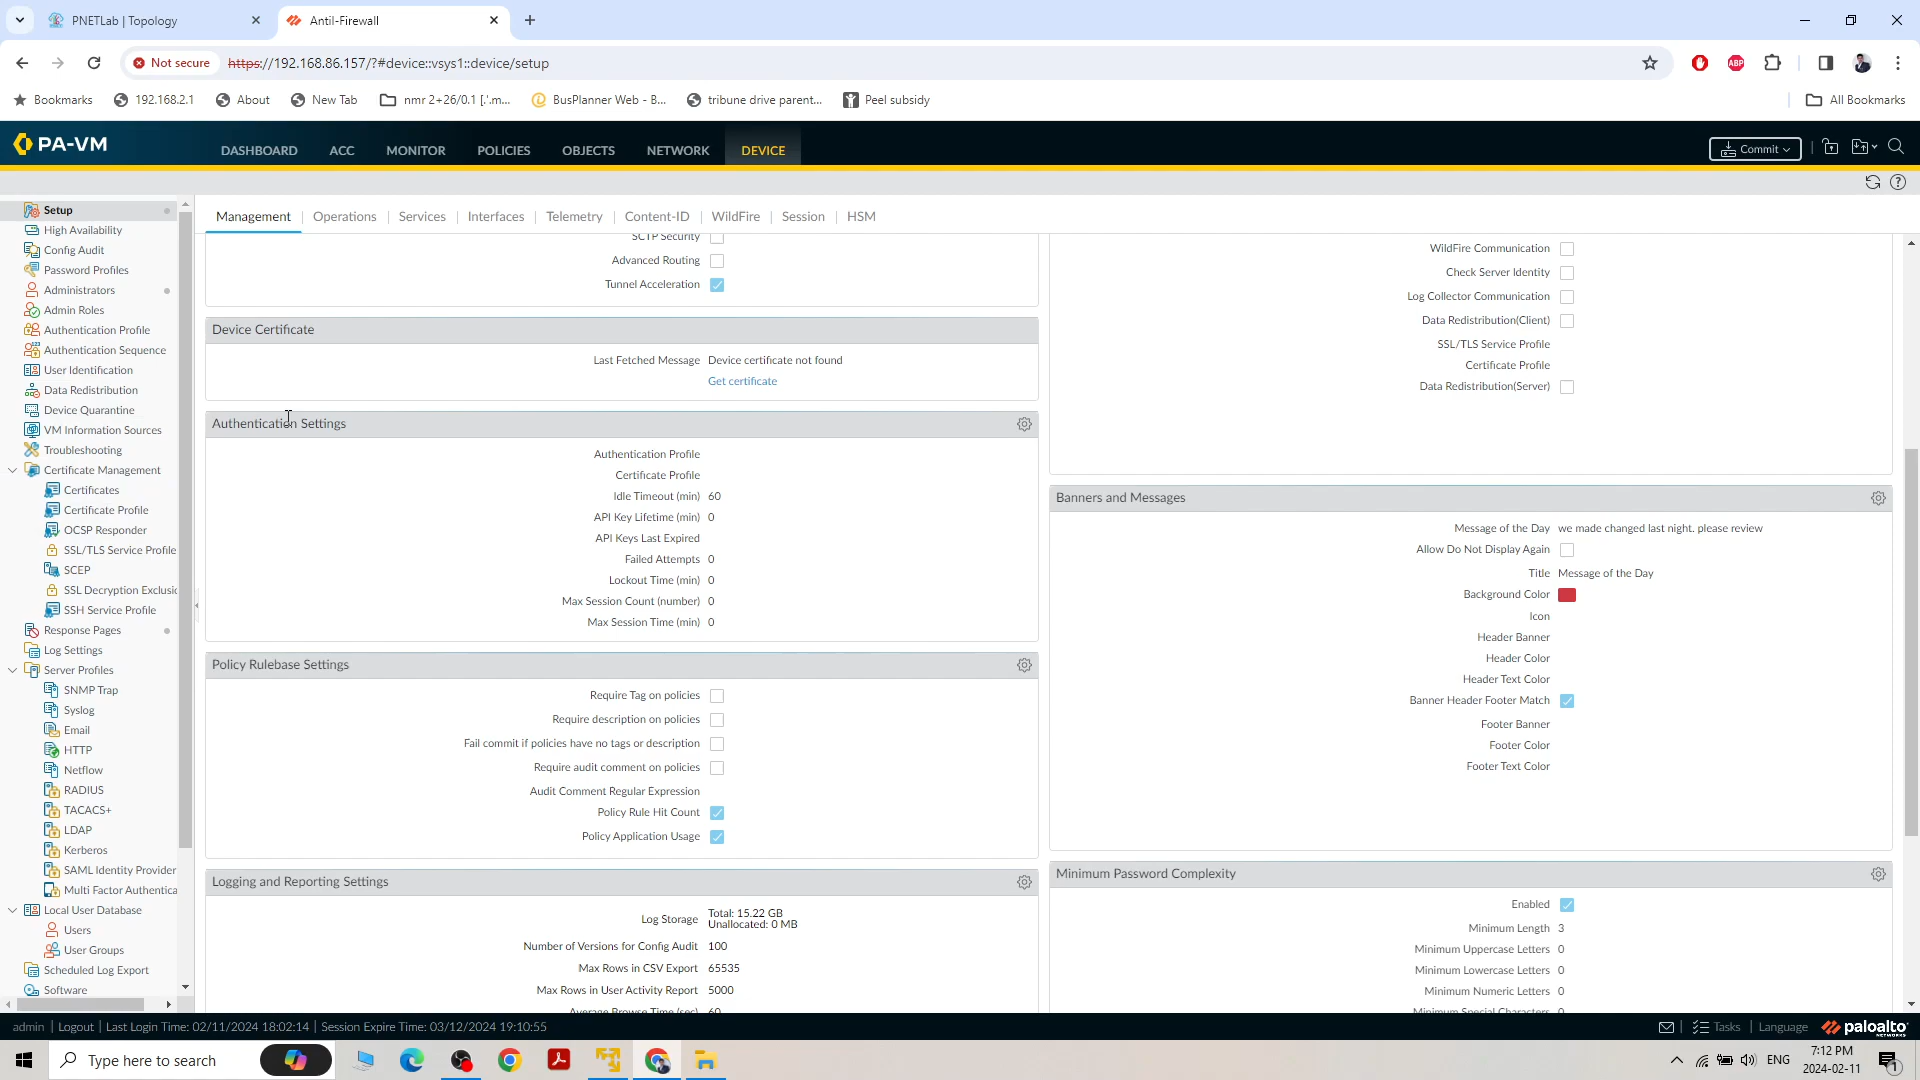 PNETLab | Topology
Antil-Firewall
Not secure
https://192.168.86.157/?#device::vsys1::device/setup
ABP
Bookmarks
192.168.2.1
About
New Tab
nmr 2+26/0.1 [.'.m...
BusPlanner Web - B...
tribune drive parent...
Peel subsidy
All Bookmarks
PA-VM
DASHBOARD
ACC
MONITOR
POLICIES
OBJECTS
NETWORK
DEVICE
Commit
Setup
High Availability
Config Audit
Password Profiles
Administrators
Admin Roles
Authentication Profile
Authentication Sequence
User Identification
Data Redistribution
Device Quarantine
VM Information Sources
Troubleshooting
Certificate Management
Certificates
Certificate Profile
OCSP Responder
SSL/TLS Service Profile
SCEP
SSL Decryption Exclusio
SSH Service Profile
Response Pages
Log Settings
Server Profiles
SNMP Trap
Syslog
Email
HTTP
Netflow
RADIUS
TACACS+
LDAP
Kerberos
SAML Identity Provider
Multi Factor Authentica
Local User Database
Users
User Groups
Scheduled Log Export
Software
Management
Operations
Services
Interfaces
Telemetry
Content-ID
WildFire
Session
HSM
SCTP Security
Advanced Routing
Tunnel Acceleration
Device Certificate
Last Fetched Message Device certificate not found
Get certificate
Authentication Settings
Authentication Profile
Certificate Profile
Idle Timeout (min) 60
API Key Lifetime (min) 0
API Keys Last Expired
Failed Attempts 0
Lockout Time (min) 0
Max Session Count (number) 0
Max Session Time (min) 0
Policy Rulebase Settings
Require Tag on policies
Require description on policies
Fail commit if policies have no tags or description
Require audit comment on policies
Audit Comment Regular Expression
Policy Rule Hit Count
Policy Application Usage
Logging and Reporting Settings
Log Storage Total: 15.22 GB
Unallocated: 0 MB
Number of Versions for Config Audit 100
Max Rows in CSV Export 65535
Max Rows in User Activity Report 5000
Average Browse Time (sec) 60
WildFire Communication
Check Server Identity
Log Collector Communication
Data Redistribution(Client)
SSL/TLS Service Profile
Certificate Profile
Data Redistribution(Server)
Banners and Messages
Message of the Day we made changed last night. please review
Allow Do Not Display Again
Title Message of the Day
Background Color
Icon
Header Banner
Header Color
Header Text Color
Banner Header Footer Match
Footer Banner
Footer Color
Footer Text Color
Minimum Password Complexity
Enabled
Minimum Length 3
Minimum Uppercase Letters 0
Minimum Lowercase Letters 0
Minimum Numeric Letters 0
Minimum Special Characters 0
admin | Logout | Last Login Time: 02/11/2024 18:02:14 | Session Expire Time: 03/12/2024 19:10:55
Tasks | Language
paloalto
NETWORKS
Type here to search
ENG
7:12 PM
2024-02-11
1